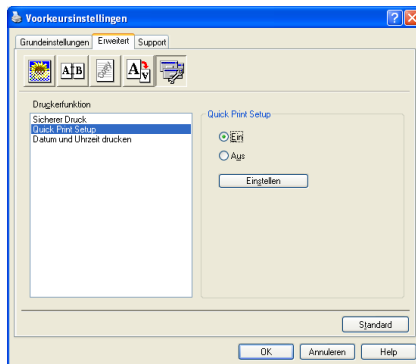 Voorkeursinstellingen
Grundeinstellungen Erweitert Support
A B
A V
Druckerfunktion
Sicherer Druck
Quick Print Setup
Datum und Uhrzeit drucken
Quick Print Setup
Ein
Aus
Einstellen
Standard
OK Annuleren Help